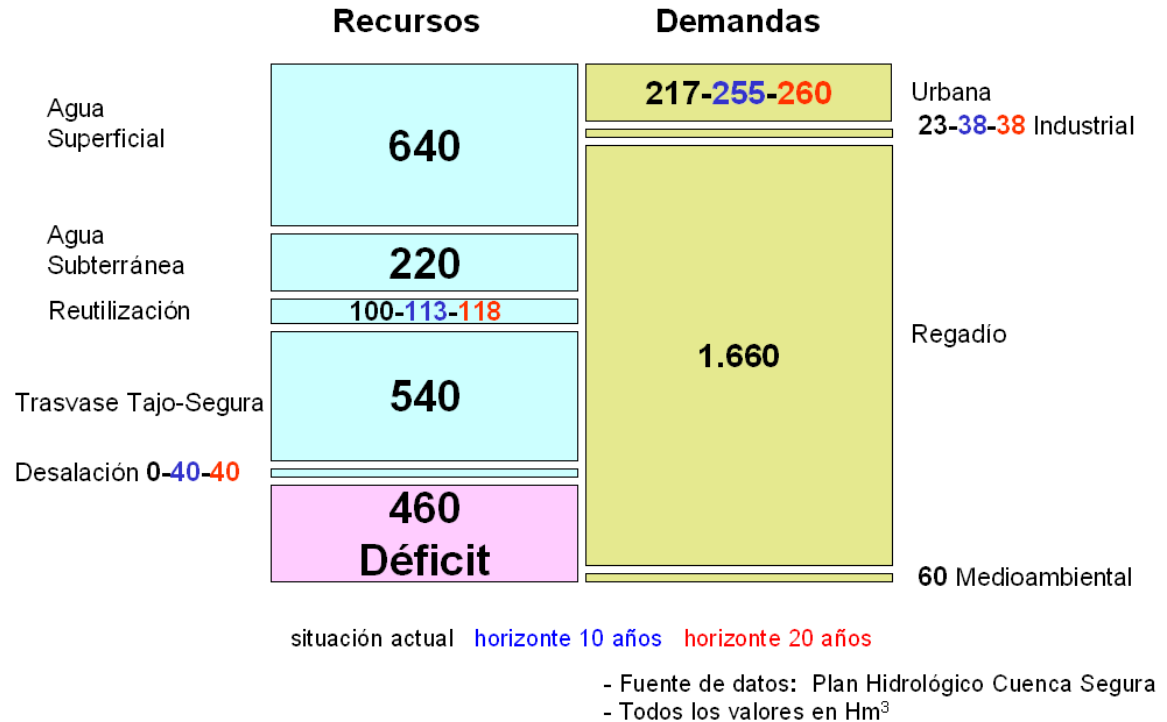 Recursos
Demandas
Agua
Superficial
640
217-255-260
Urbana
23-38-38 Industrial
Agua
Subterránea
220
Reutilización
100-113-118
1.660
Regadío
Trasvase Tajo-Segura
540
Desalación 0-40-40
460
Déficit
60 Medioambiental
situación actual horizonte 10 años horizonte 20 años
- Fuente de datos: Plan Hidrológico Cuenca Segura
- Todos los valores en Hm³